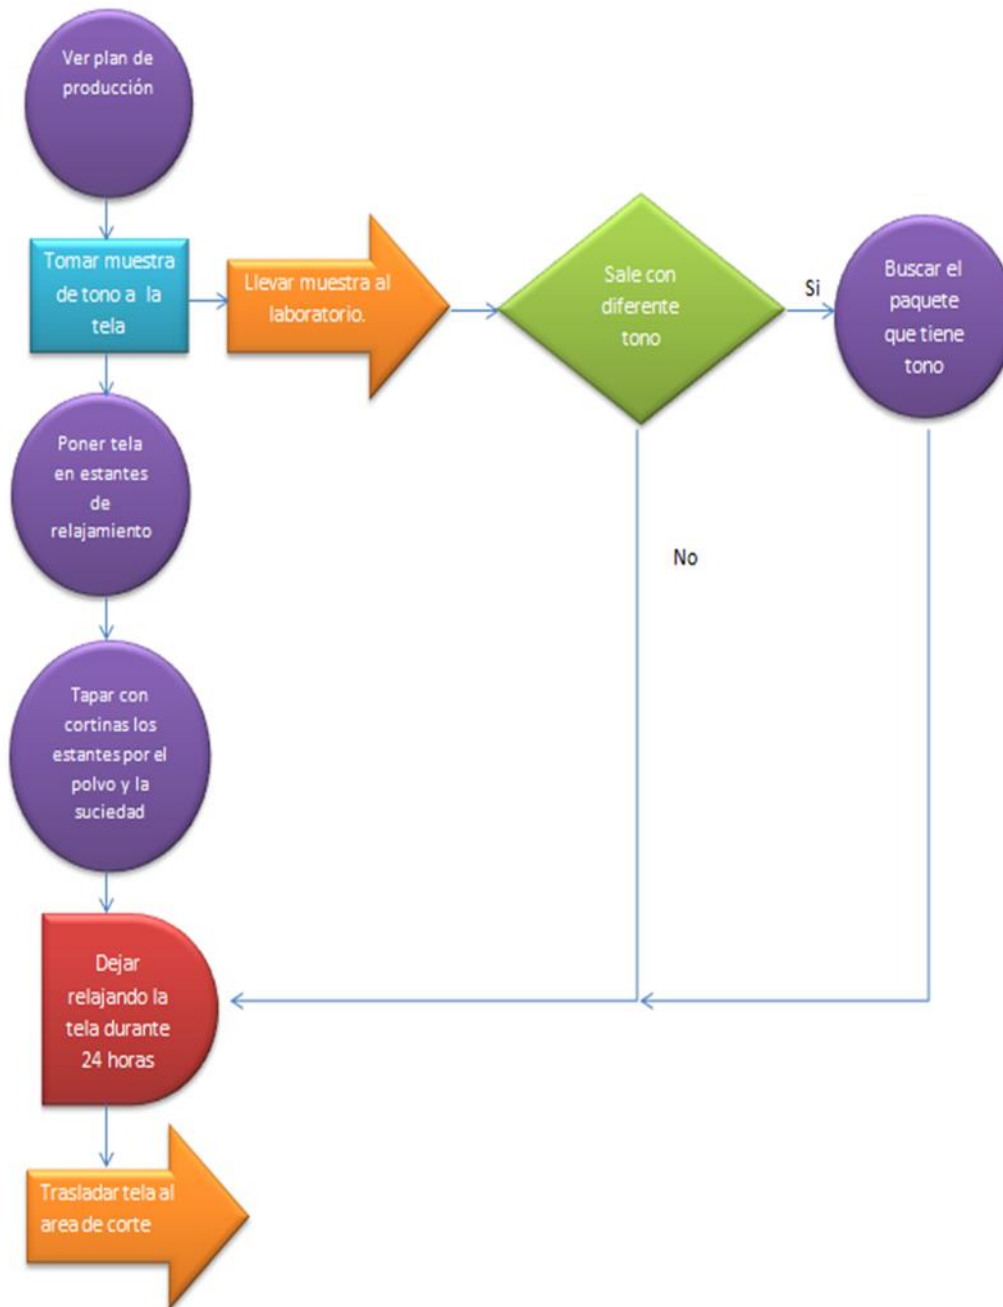 Ver plan de
producción
Tomar muestra
de tono a la
tela
Llevar muestra al
laboratorio.
Sale con
diferente
tono
Si
Buscar el
paquete
que tiene
tono
Poner tela
en estantes
de
relajamiento
No
Tapar con
cortinas los
estantes por el
polvo y la
suciedad
Dejar
relajando la
tela durante
24 horas
Trasladar tela al
area de corte